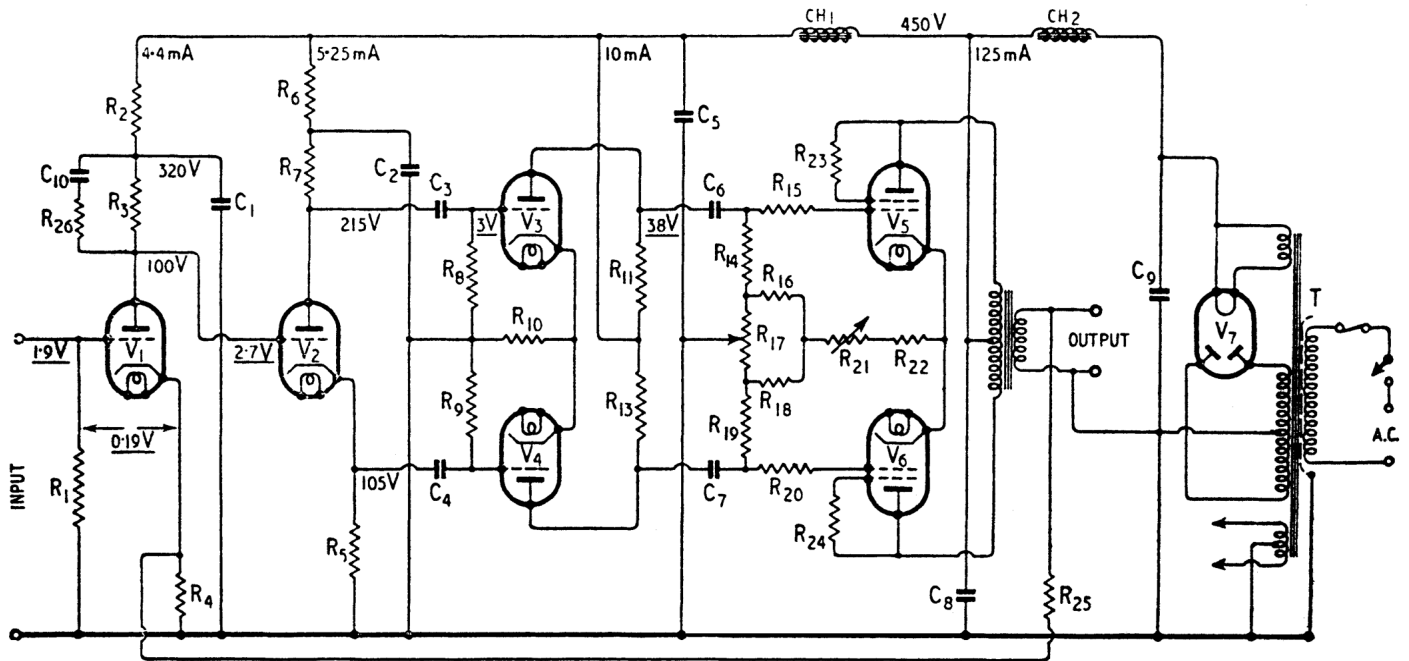 CH1
450V
CH2
4·4mA
5·25mA
10mA
125mA
R2
R6
C5
C10
320V
R7
C2
C3
C6
R23
R15
R26
R3
C1
215V
3V
V3
38V
V5
100V
R8
R11
R14
R16
C9
T
V1
V2
R10
R17
R21
R22
OUTPUT
V7
1·9V
2·7V
R9
R13
R18
R19
A.C.
0·19V
V4
V6
INPUT
R1
105V
C4
C7
R20
R5
R24
R4
C8
R25